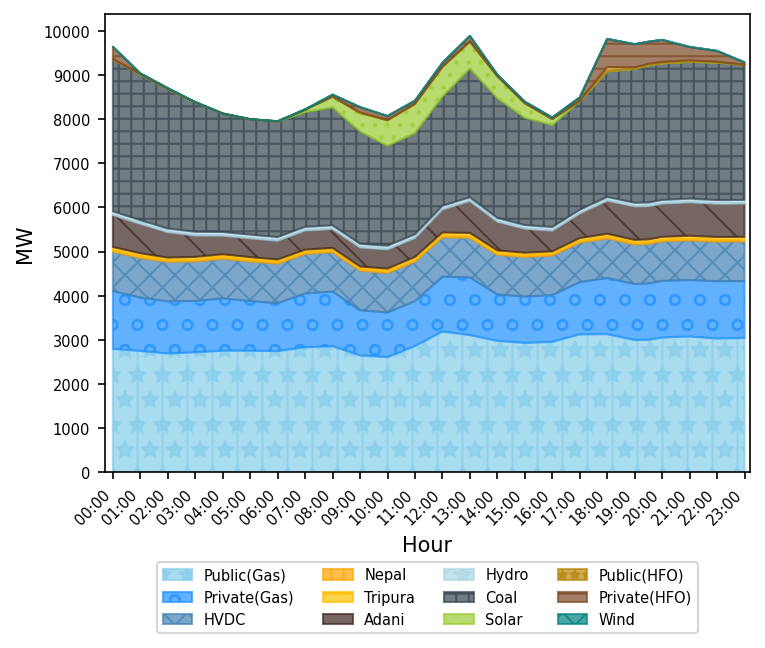 10000
9000
8000
7000
6000
5000
4000
3000
2000
1000
0
MW
00:00 01:00 02:00 03:00 04:00 05:00 06:00 07:00 08:00 09:00 10:00 11:00 12:00 13:00 14:00 15:00 16:00 17:00 18:00 19:00 20:00 21:00 22:00 23:00
Hour
Public(Gas) Nepal Hydro Public(HFO)
Private(Gas) Tripura Coal Private(HFO)
HVDC Adani Solar Wind